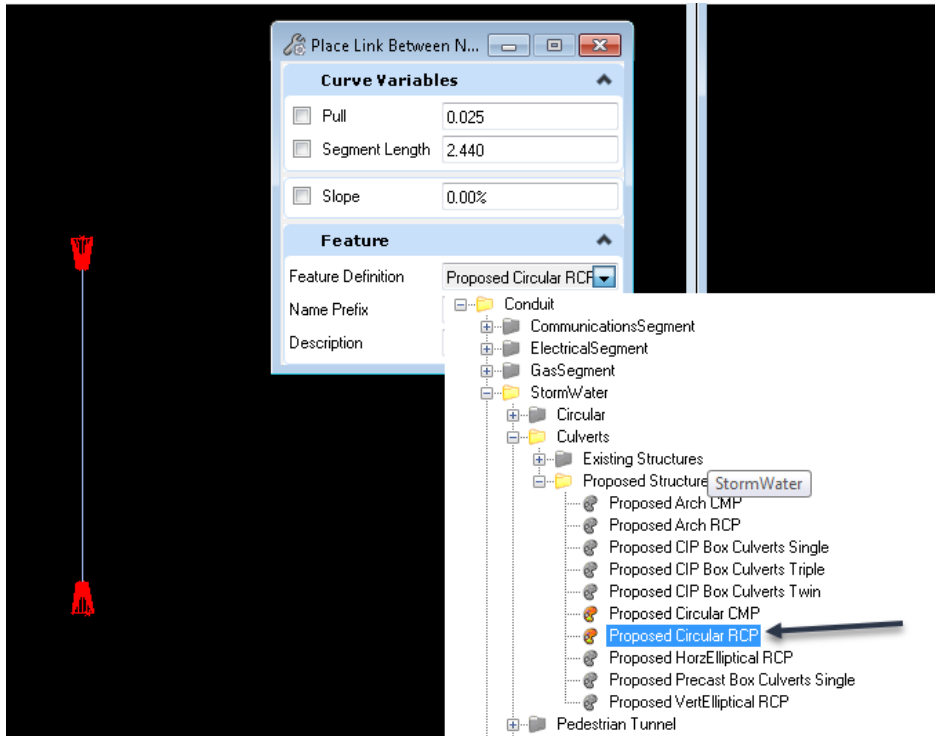 Place Link Between N...
Curve Variables
Pull 0.025
Segment Length 2.440
Slope 0.00%
Feature
Feature Definition Proposed Circular RCP
Name Prefix
Description
Conduit
CommunicationsSegment
ElectricalSegment
GasSegment
StormWater
Circular
Culverts
Existing Structures
Proposed Structure
StormWater
Proposed Arch CMP
Proposed Arch RCP
Proposed CIP Box Culverts Single
Proposed CIP Box Culverts Triple
Proposed CIP Box Culverts Twin
Proposed Circular CMP
Proposed Circular RCP
Proposed HorzElliptical RCP
Proposed Precast Box Culverts Single
Proposed VertElliptical RCP
Pedestrian Tunnel